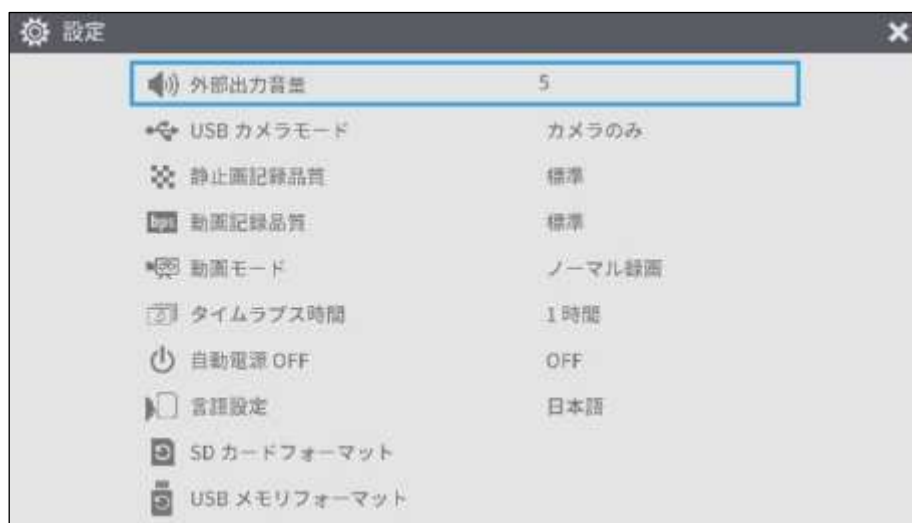 設定
外部出力音量 5
USB カメラモード カメラのみ
静止画記録品質 標準
bps 動画記録品質 標準
動画モード ノーマル録画
タイムラプス時間 1 時間
自動電源 OFF OFF
言語設定 日本語
SD カードフォーマット
USB メモリフォーマット